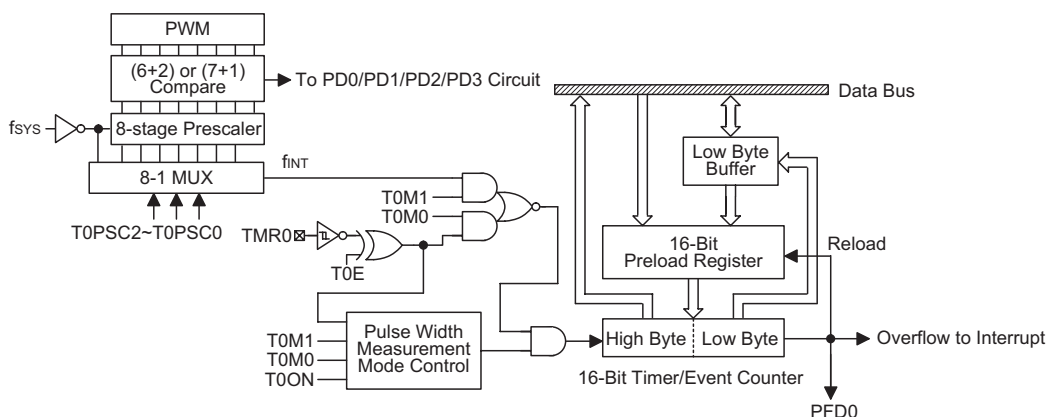 PWM
(6+2) or (7+1)
Compare
To PD0/PD1/PD2/PD3 Circuit
fSYS
8-stage Prescaler
8-1 MUX
fINT
T0PSC2~T0PSC0
T0M1
T0M0
TMR0
T0E
T0M1
T0M0
T0ON
Pulse Width
Measurement
Mode Control
Data Bus
Low Byte
Buffer
16-Bit
Preload Register
Reload
High Byte
Low Byte
Overflow to Interrupt
16-Bit Timer/Event Counter
PFD0